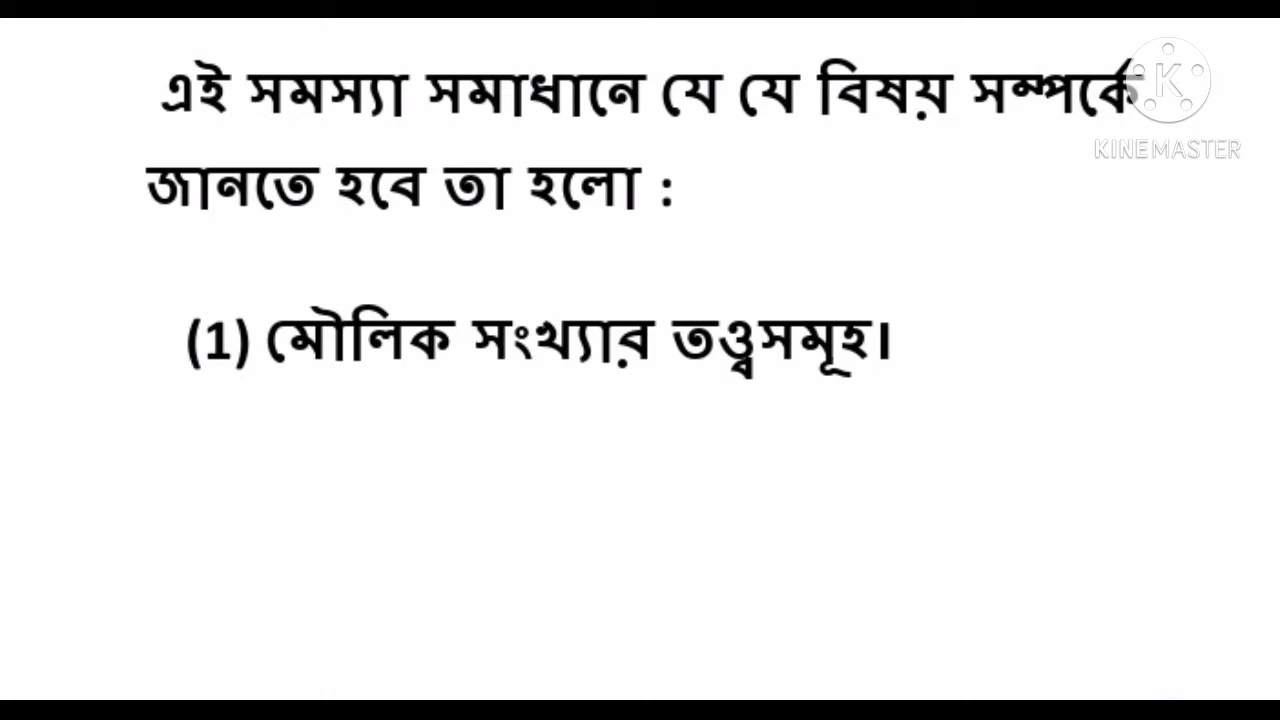 এই সমস্যা সমাধানে যে যে বিষয় সম্পর্কে
জানতে হবে তা হলো :
(1) মৌলিক সংখ্যার তত্ত্বসমূহ।
K
KINEMASTER